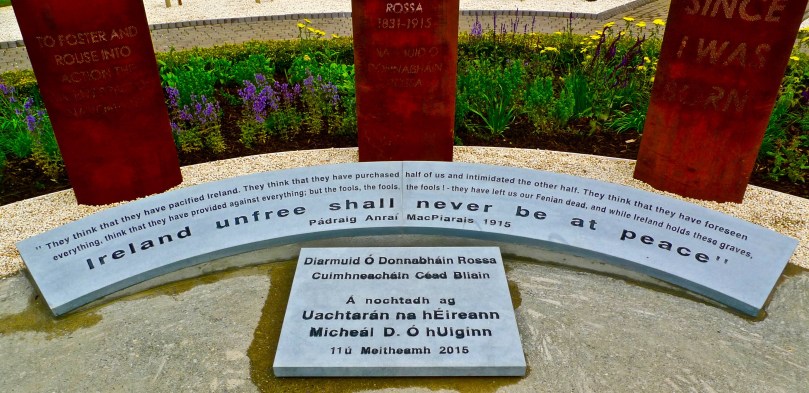 TO FOSTER AND
ROUSE INTO
ACTION THE
ROSSA
1831-1915
Ó
DONNABHÁIN
ROSSA
SINCE
I WAS
BORN
"They think that they have pacified Ireland. They think that they have purchased half of us and intimidated the other half. They think that they have foreseen
everything, think that they have provided against everything; but the fools, the fools, the fools! - they have left us our Fenian dead, and while Ireland holds these graves,
Ireland unfree shall never be at peace"
Pádraig Anraí MacPiarais 1915
Diarmuid Ó Donnabháin Rossa
Cuimhneacháin Céad Bliain
Á nochtadh ag
Uachtarán na hÉireann
Micheál D. Ó hUiginn
11ú Meitheamh 2015